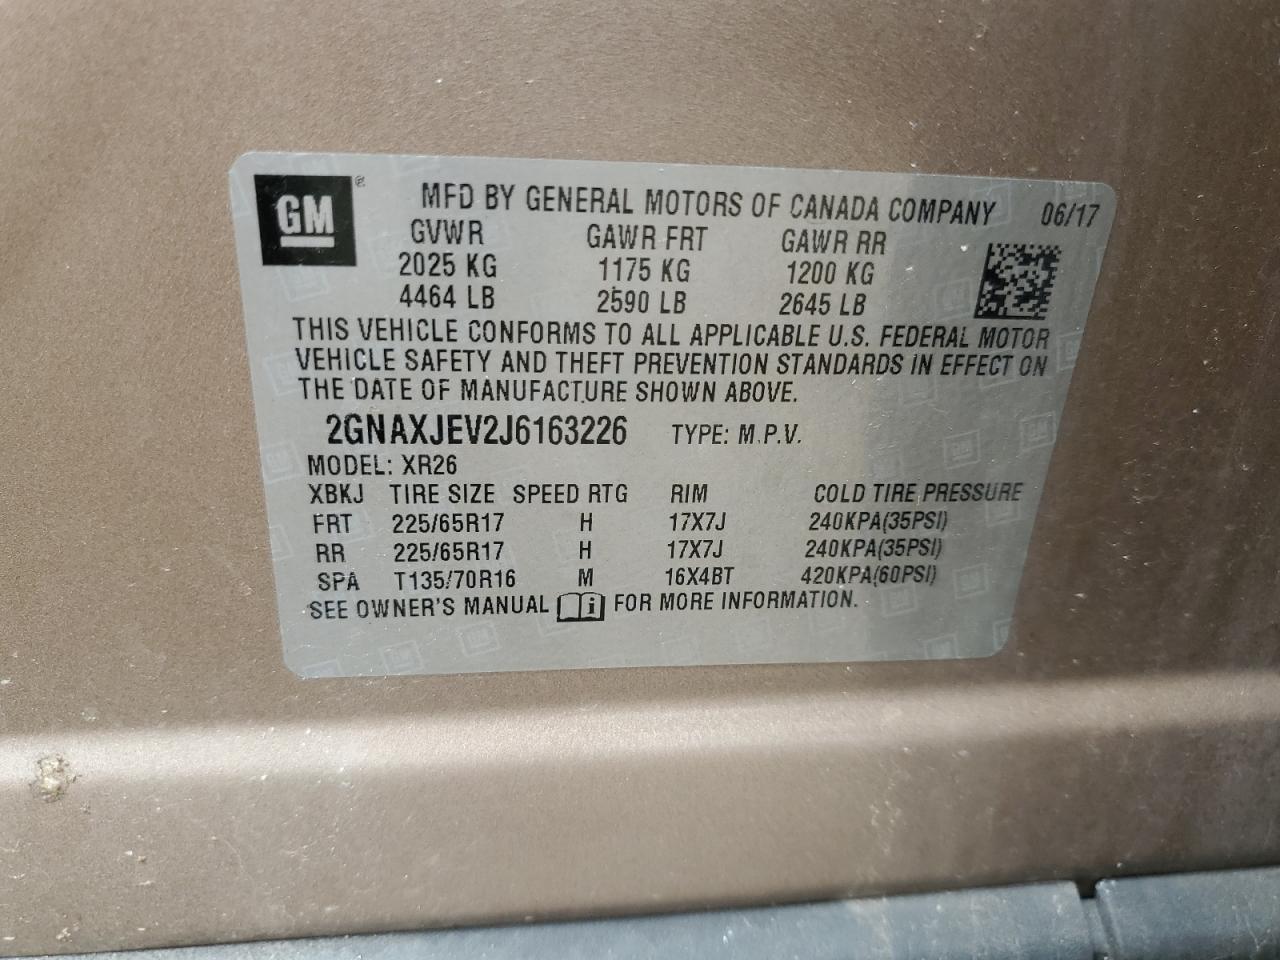 GM ®
MFD BY GENERAL MOTORS OF CANADA COMPANY 06/17
GVWR GAWR FRT GAWR RR
2025 KG 1175 KG 1200 KG
4464 LB 2590 LB 2645 LB
THIS VEHICLE CONFORMS TO ALL APPLICABLE U.S. FEDERAL MOTOR
VEHICLE SAFETY AND THEFT PREVENTION STANDARDS IN EFFECT ON
THE DATE OF MANUFACTURE SHOWN ABOVE.
2GNAXJEV2J6163226 TYPE: M.P.V.
MODEL: XR26
XBKJ TIRE SIZE SPEED RTG RIM COLD TIRE PRESSURE
FRT 225/65R17 H 17X7J 240KPA(35PSI)
RR 225/65R17 H 17X7J 240KPA(35PSI)
SPA T135/70R16 M 16X4BT 420KPA(60PSI)
SEE OWNER'S MANUAL i FOR MORE INFORMATION.